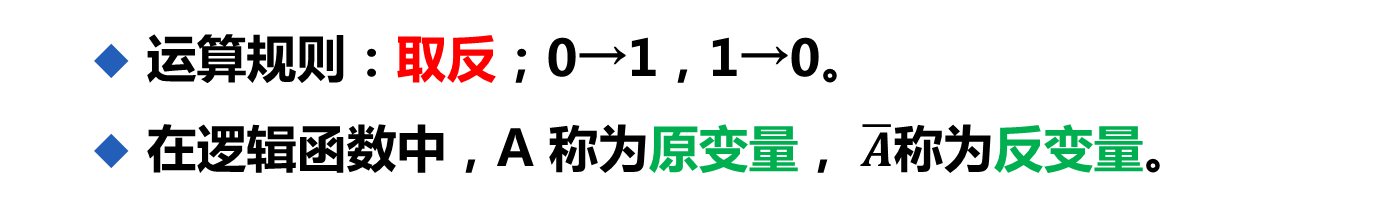 ◆ 运算规则：取反；0→1，1→0。
◆ 在逻辑函数中，A 称为原变量， A̅称为反变量。